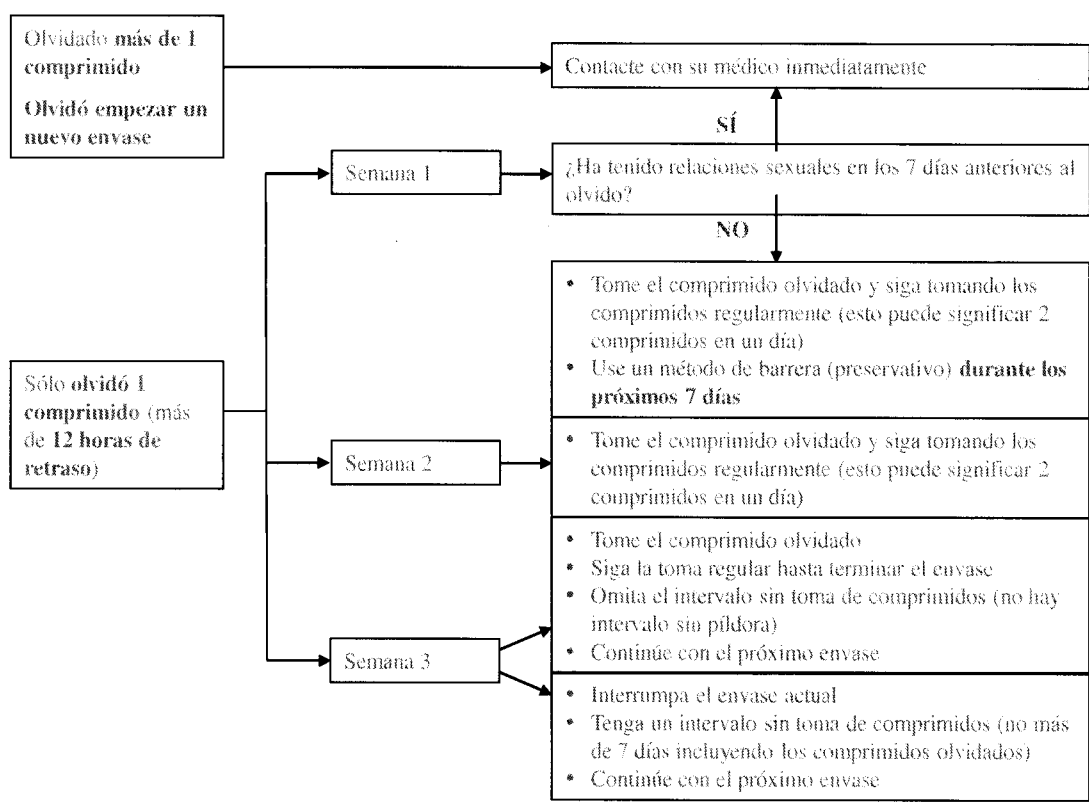 Olvidado más de 1
comprimido
Olvidó empezar un
nuevo envase
Contacte con su médico inmediatamente
SÍ
Semana 1
¿Ha tenido relaciones sexuales en los 7 días anteriores al
olvido?
NO
• Tome el comprimido olvidado y siga tomando los
comprimidos regularmente (esto puede significar 2
comprimidos en un día)
• Use un método de barrera (preservativo) durante los
próximos 7 días
Sólo olvidó 1
comprimido (más
de 12 horas de
retraso)
Semana 2
• Tome el comprimido olvidado y siga tomando los
comprimidos regularmente (esto puede significar 2
comprimidos en un día)
Semana 3
• Tome el comprimido olvidado
• Siga la toma regular hasta terminar el envase
• Omita el intervalo sin toma de comprimidos (no hay
intervalo sin píldora)
• Continúe con el próximo envase
• Interrumpa el envase actual
• Tenga un intervalo sin toma de comprimidos (no más
de 7 días incluyendo los comprimidos olvidados)
• Continúe con el próximo envase